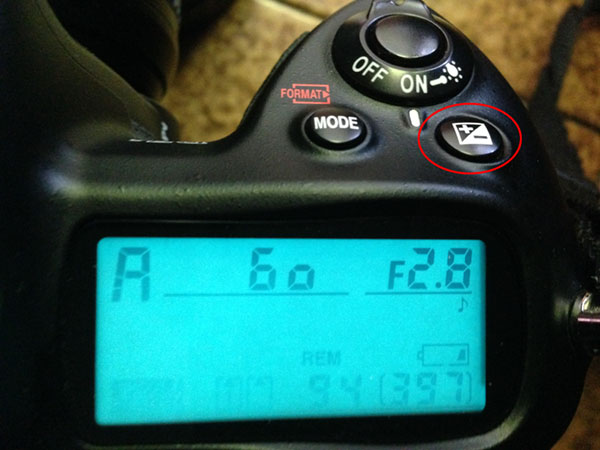 OFF ON
FORMAT
MODE
A 60 F2.8
REM
94 [397]